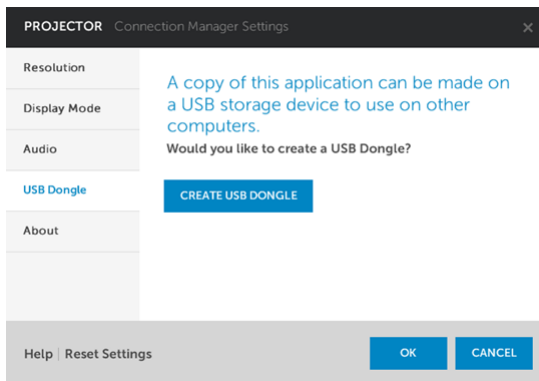 PROJECTOR Connection Manager Settings ×
Resolution
Display Mode
Audio
USB Dongle
About
A copy of this application can be made on
a USB storage device to use on other
computers.
Would you like to create a USB Dongle?
CREATE USB DONGLE
Help | Reset Settings
OK
CANCEL